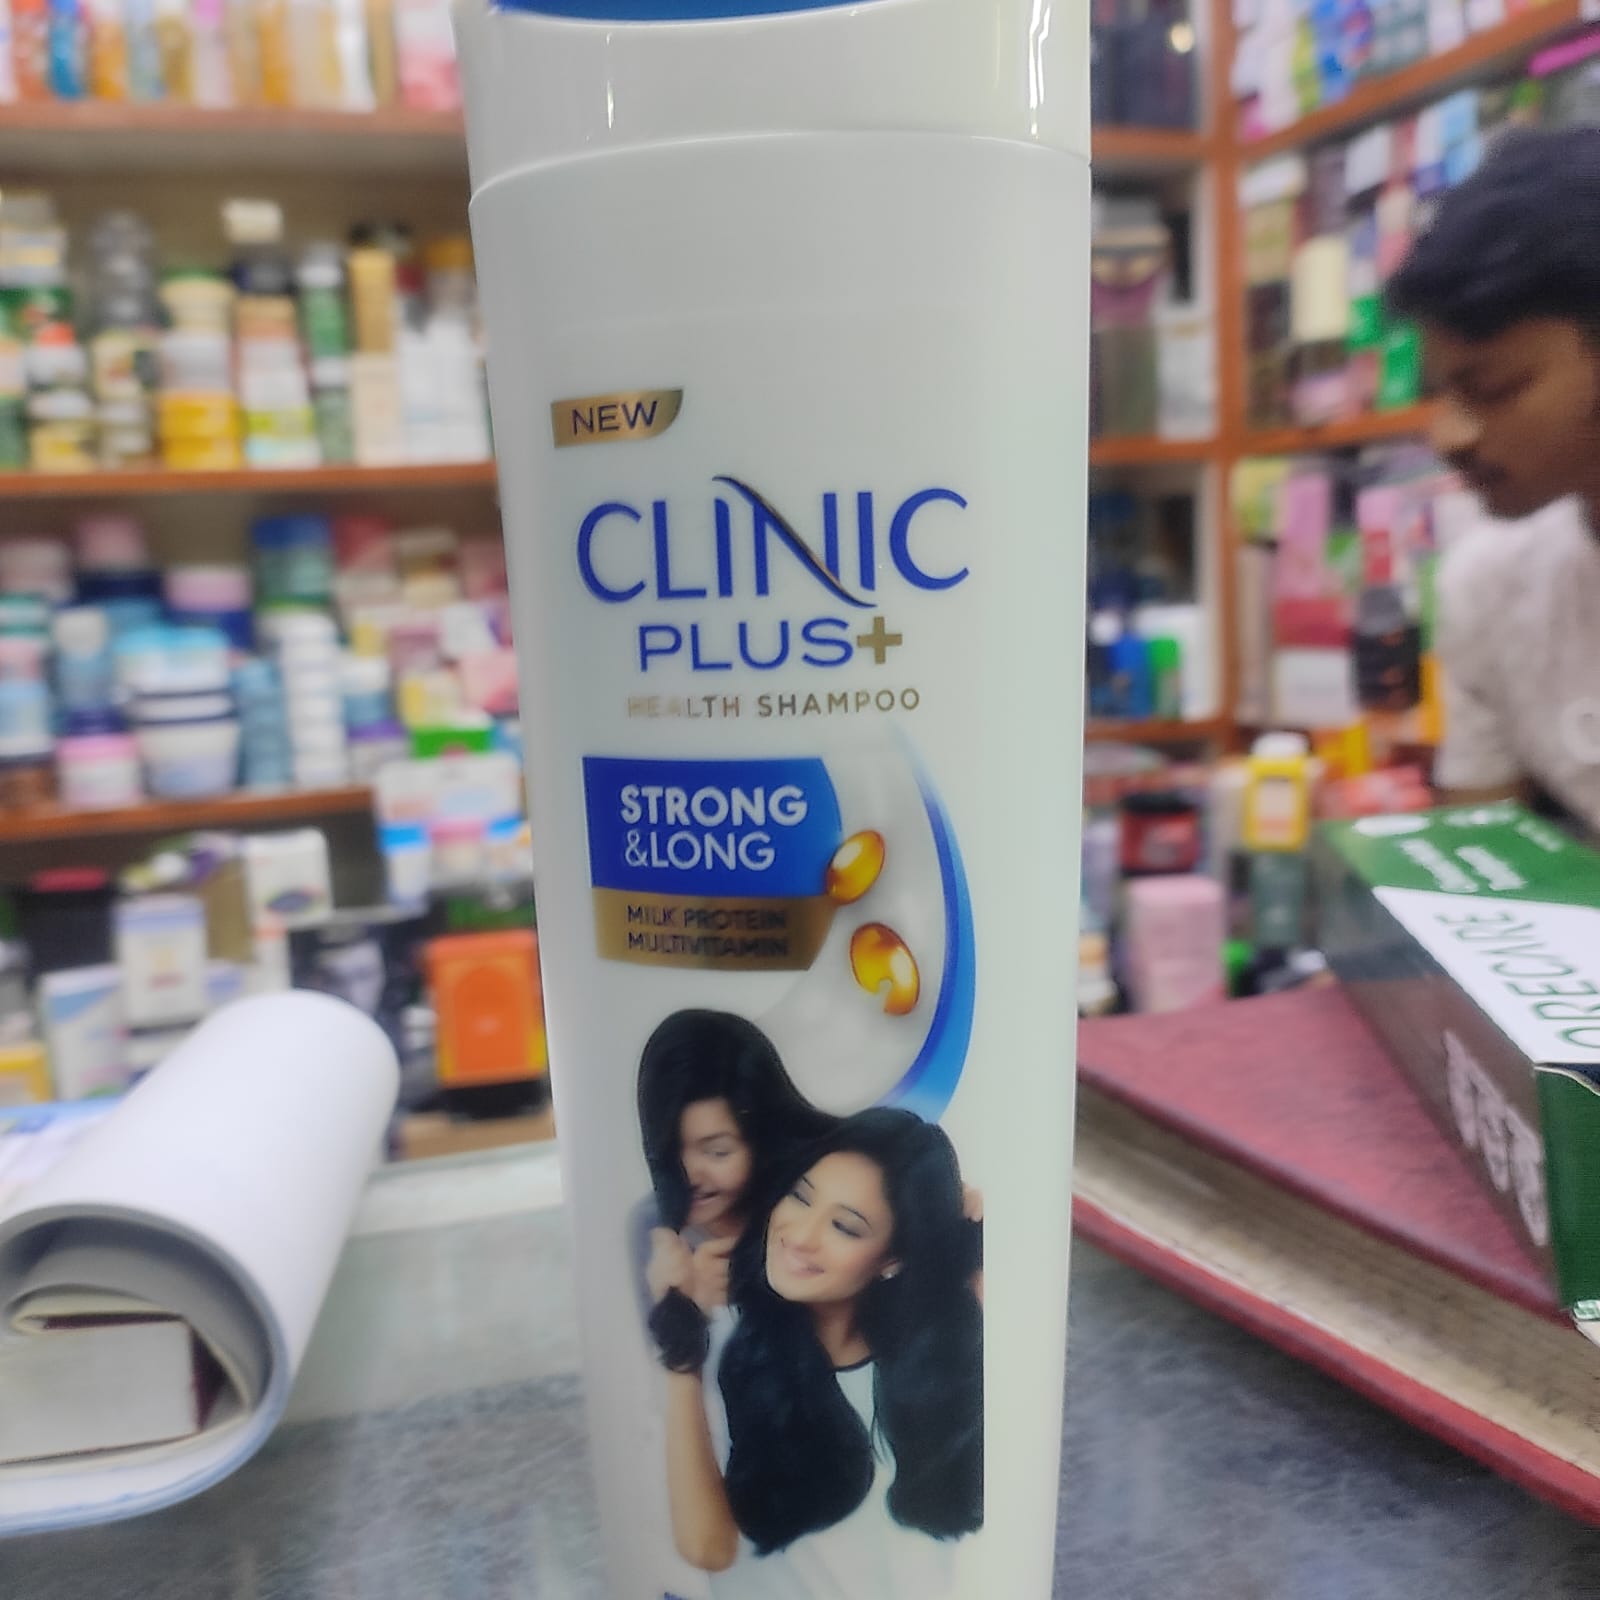 NEW
CLINIC
PLUS+
HEALTH SHAMPOO
STRONG
&LONG
MILK PROTEIN
MULTIVITAMIN